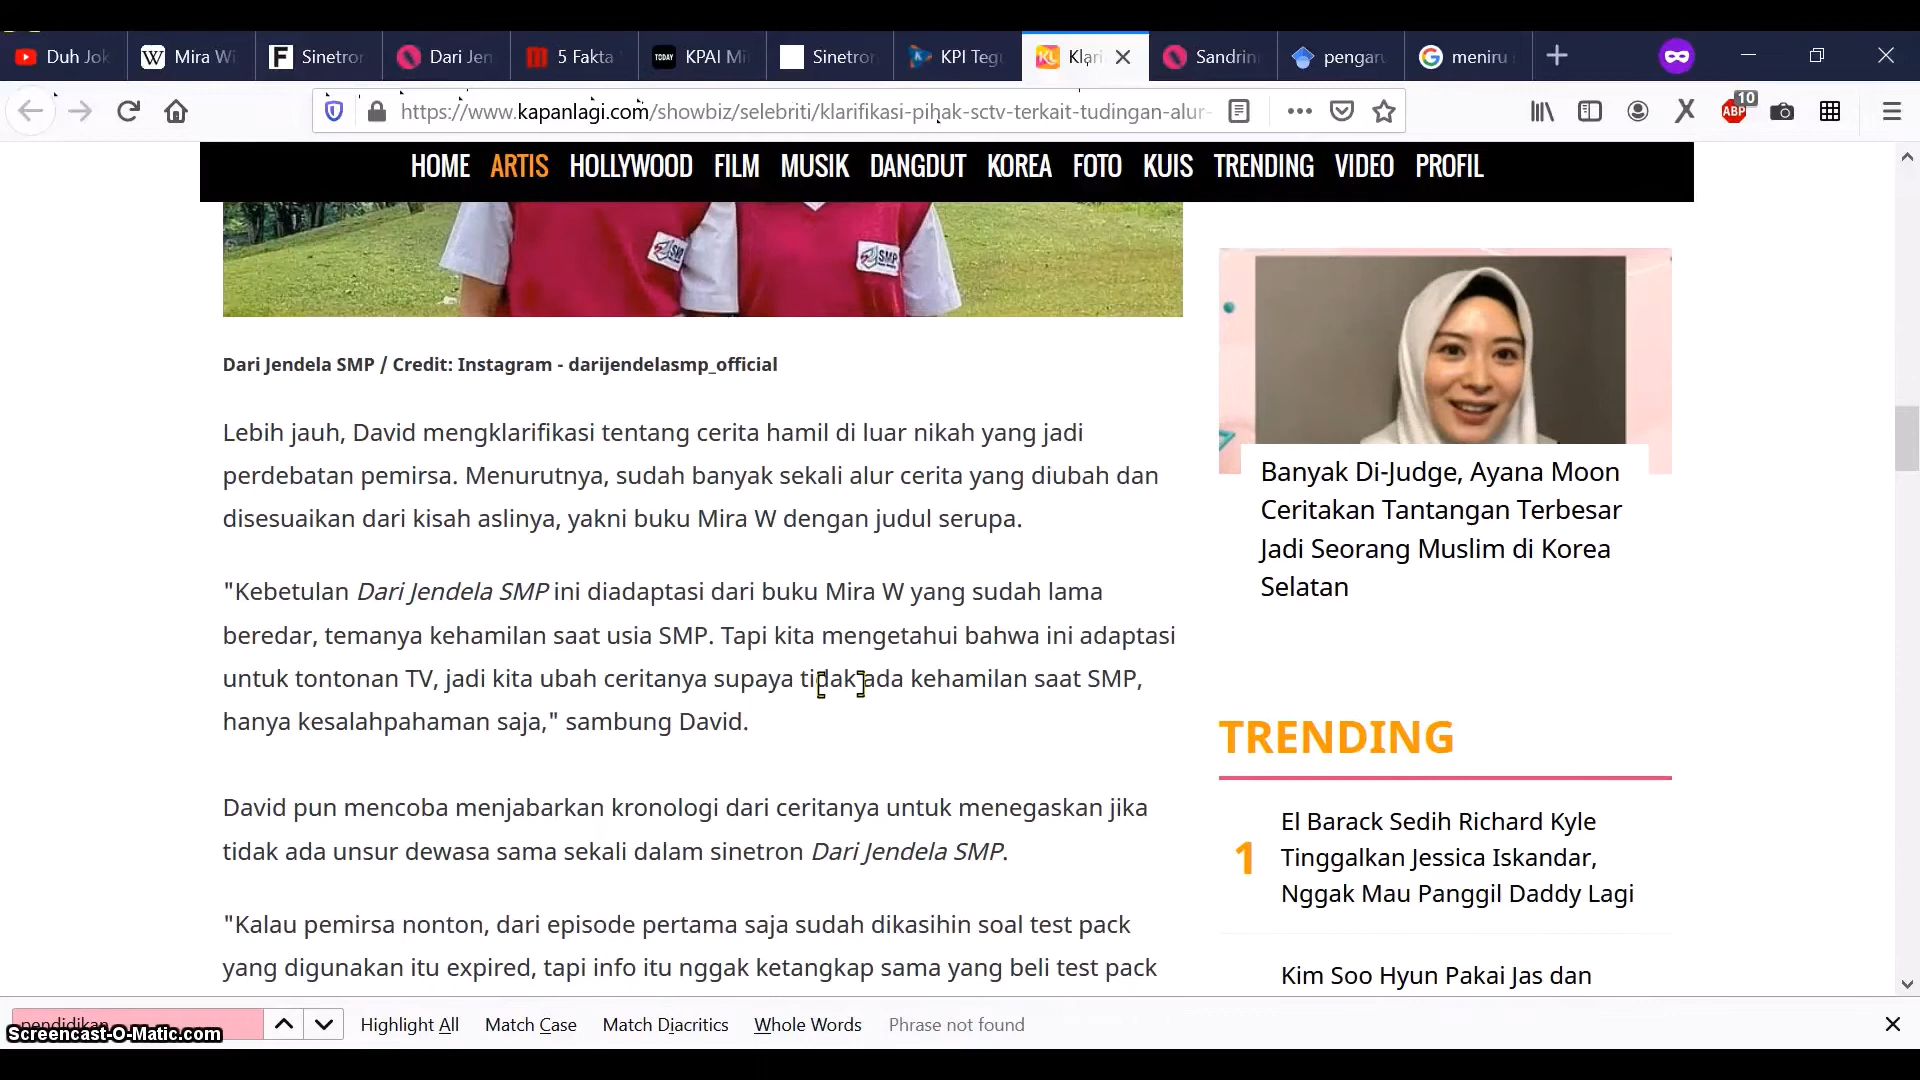 Duh Jok
Mira Wi
Sinetron
Dari Jen
5 Fakta
TODAY
KPAI Mi
Sinetron
KPI Tegu
KL
Klari
Sandrin
pengaru
meniru
https://www.kapanlagi.com/showbiz/selebriti/klarifikasi-pihak-sctv-terkait-tudingan-alur-
ABP
10
HOME ARTIS HOLLYWOOD FILM MUSIK DANGDUT KOREA FOTO KUIS TRENDING VIDEO PROFIL
SMP
SMP
Dari Jendela SMP / Credit: Instagram - darijendelasmp_official
Lebih jauh, David mengklarifikasi tentang cerita hamil di luar nikah yang jadi
perdebatan pemirsa. Menurutnya, sudah banyak sekali alur cerita yang diubah dan
disesuaikan dari kisah aslinya, yakni buku Mira W dengan judul serupa.
"Kebetulan Dari Jendela SMP ini diadaptasi dari buku Mira W yang sudah lama
beredar, temanya kehamilan saat usia SMP. Tapi kita mengetahui bahwa ini adaptasi
untuk tontonan TV, jadi kita ubah ceritanya supaya tidak ada kehamilan saat SMP,
hanya kesalahpahaman saja," sambung David.
David pun mencoba menjabarkan kronologi dari ceritanya untuk menegaskan jika
tidak ada unsur dewasa sama sekali dalam sinetron Dari Jendela SMP.
"Kalau pemirsa nonton, dari episode pertama saja sudah dikasihin soal test pack
yang digunakan itu expired, tapi info itu nggak ketangkap sama yang beli test pack
Banyak Di-Judge, Ayana Moon
Ceritakan Tantangan Terbesar
Jadi Seorang Muslim di Korea
Selatan
TRENDING
1
El Barack Sedih Richard Kyle
Tinggalkan Jessica Iskandar,
Nggak Mau Panggil Daddy Lagi
Kim Soo Hyun Pakai Jas dan
pendidikan
Highlight All Match Case Match Diacritics Whole Words Phrase not found
Screencast-O-Matic.com